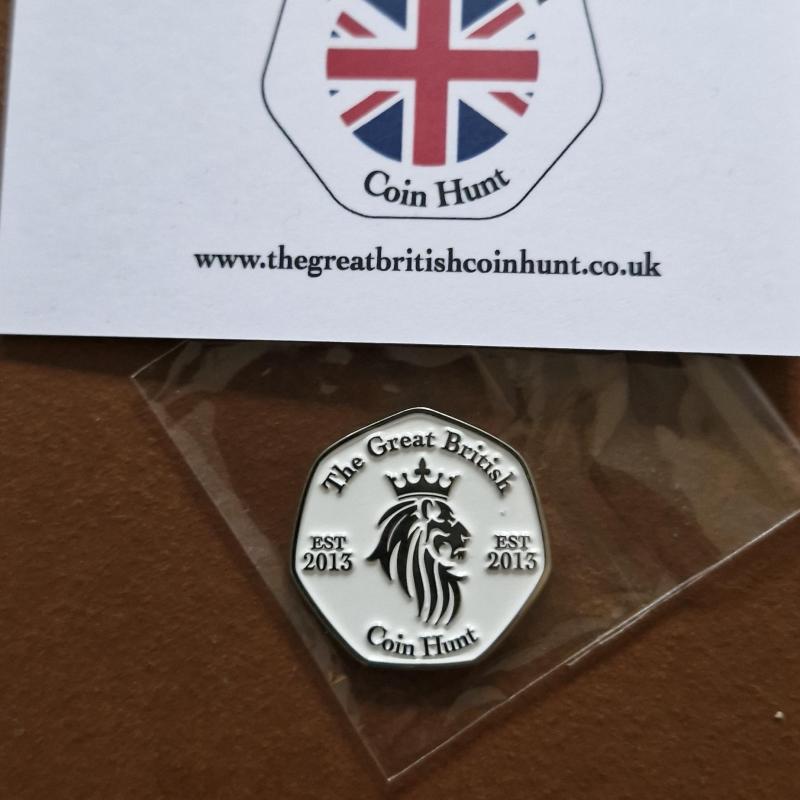 Coin Hunt
www.thegreatbritishcoinhunt.co.uk
The Great British
EST
2013
EST
2013
Coin Hunt